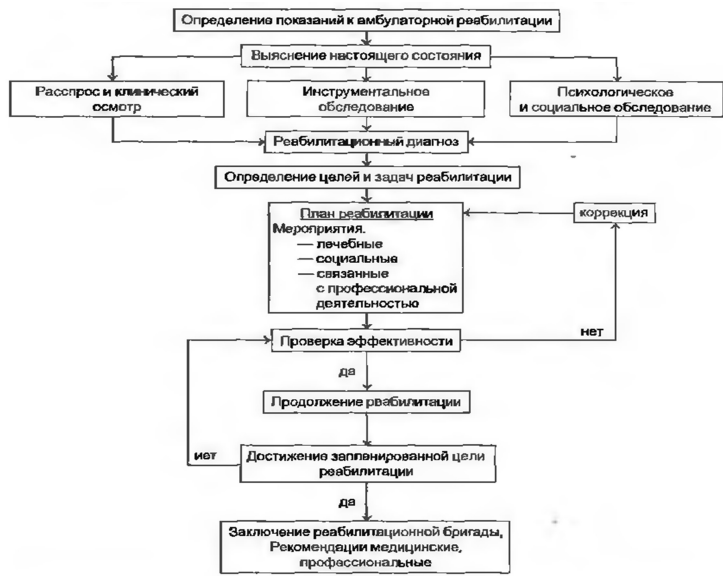 Определение показаний к амбулаторной реабилитации
Выяснение настоящего состояния
Расспрос и клинический
осмотр
Инструментальное
обследование
Психологическое
и социальное обследование
Реабилитационный диагноз
Определение целей и задач реабилитации
План реабилитации
Мероприятия.
— лечебные
— социальные
— связанные
с профессиональной
деятельностью
коррекция
Проверка эффективности
нет
да
Продолжение реабилитации
нет
Достижение запланированной цели
реабилитации
да
Заключение реабилитационной бригады,
Рекомендации медицинские,
профессиональные